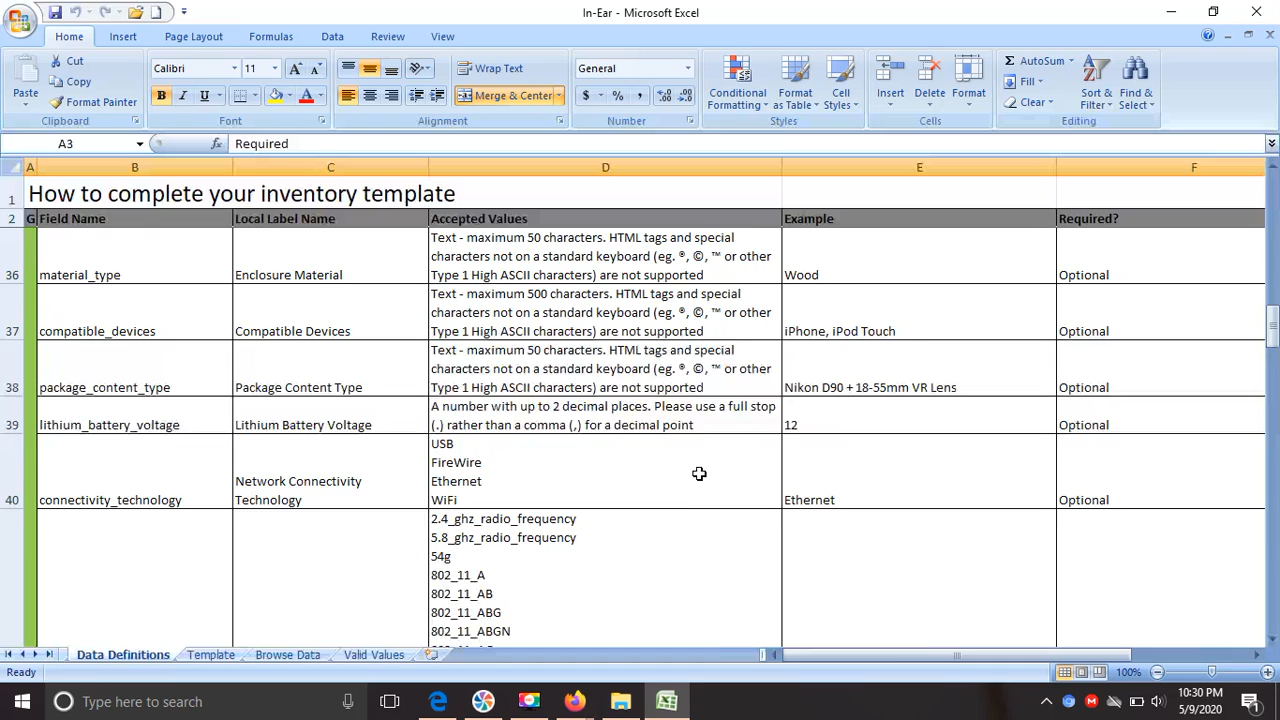 In-Ear - Microsoft Excel
Home Insert Page Layout Formulas Data Review View
Paste
Cut
Copy
Format Painter
Clipboard
Calibri 11
B I U
Font
Wrap Text
Merge & Center
Alignment
General
$ % ,
Number
Conditional Formatting
Format as Table
Cell Styles
Styles
Insert Delete Format
Cells
AutoSum
Fill
Clear
Sort & Filter
Find & Select
Editing
A3 fx Required
A B C D E F
1 How to complete your inventory template
2 G Field Name Local Label Name Accepted Values Example Required?
Text - maximum 50 characters. HTML tags and special
characters not on a standard keyboard (eg. ®, ©, ™ or other
36 material_type Enclosure Material Type 1 High ASCII characters) are not supported Wood Optional
Text - maximum 500 characters. HTML tags and special
characters not on a standard keyboard (eg. ®, ©, ™ or other
37 compatible_devices Compatible Devices Type 1 High ASCII characters) are not supported iPhone, iPod Touch Optional
Text - maximum 50 characters. HTML tags and special
characters not on a standard keyboard (eg. ®, ©, ™ or other
38 package_content_type Package Content Type Type 1 High ASCII characters) are not supported Nikon D90 + 18-55mm VR Lens Optional
A number with up to 2 decimal places. Please use a full stop
39 lithium_battery_voltage Lithium Battery Voltage (.) rather than a comma (,) for a decimal point 12 Optional
USB
FireWire
Network Connectivity Ethernet
40 connectivity_technology Technology WiFi Ethernet Optional
2.4_ghz_radio_frequency
5.8_ghz_radio_frequency
54g
802_11_A
802_11_AB
802_11_ABG
802_11_ABGN
Data Definitions Template Browse Data Valid Values
Ready 100%
Type here to search
10:30 PM
5/9/2020